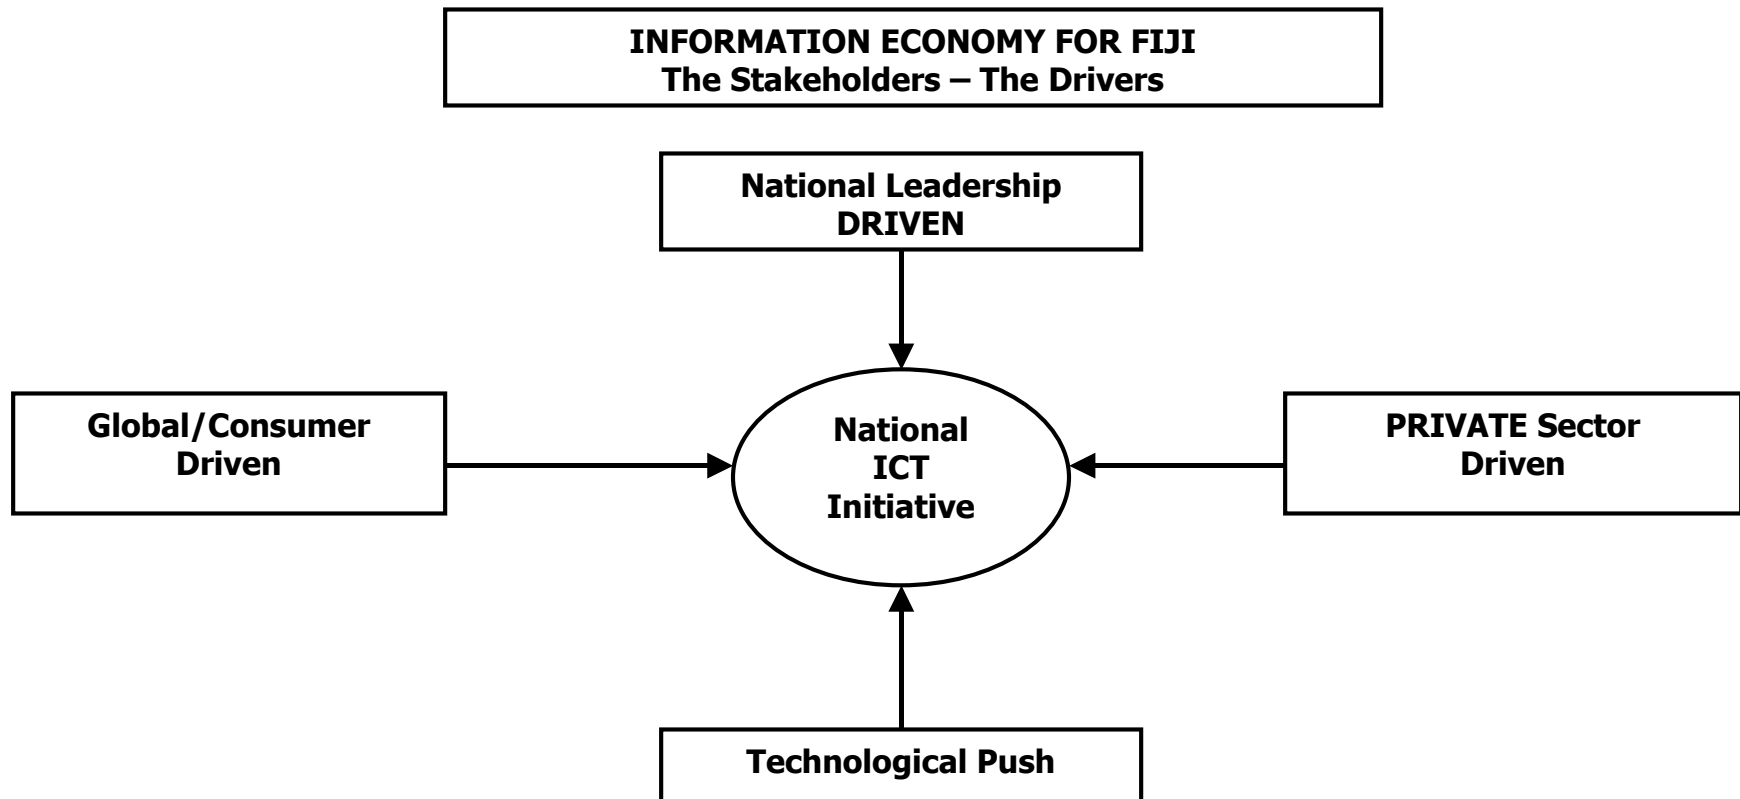 INFORMATION ECONOMY FOR FIJI
The Stakeholders – The Drivers
National Leadership
DRIVEN
Global/Consumer
Driven
National
ICT
Initiative
PRIVATE Sector
Driven
Technological Push